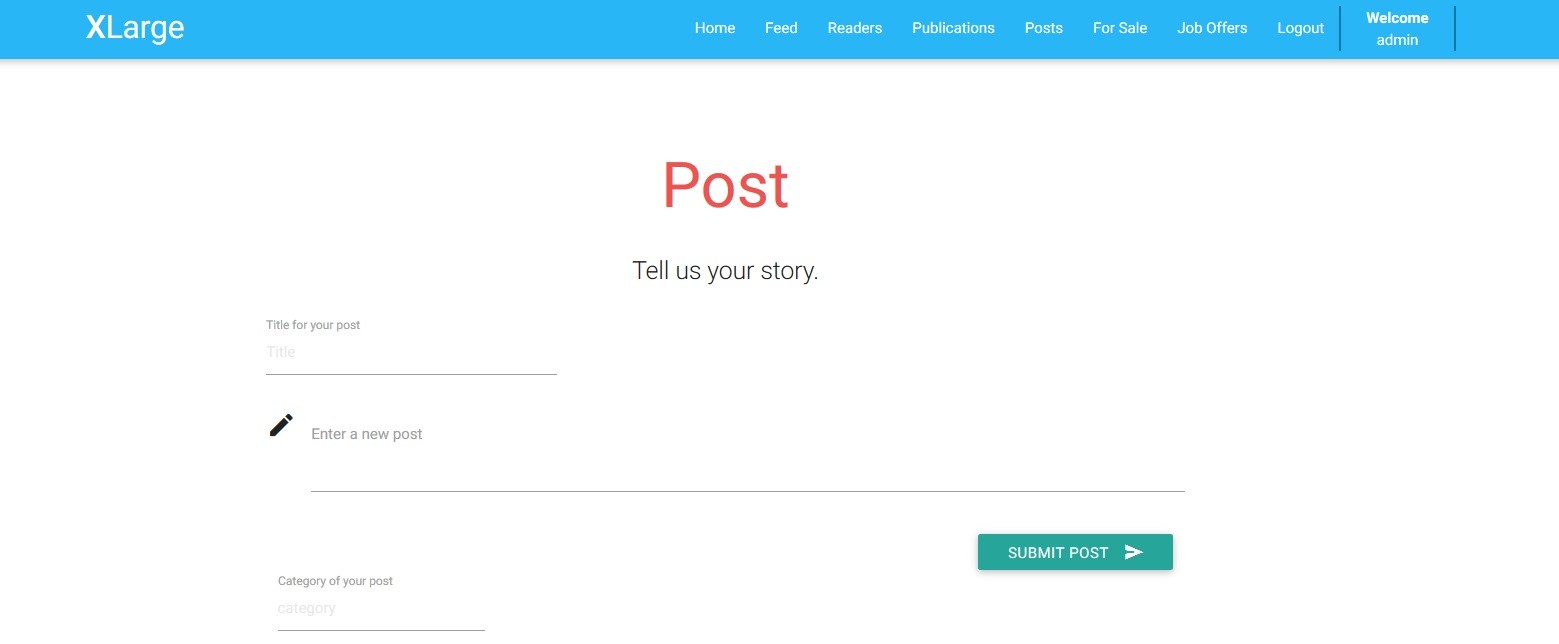 XLarge
Home Feed Readers Publications Posts For Sale Job Offers Logout
Welcome
admin
Post
Tell us your story.
Title for your post
Title
Enter a new post
SUBMIT POST
Category of your post
category